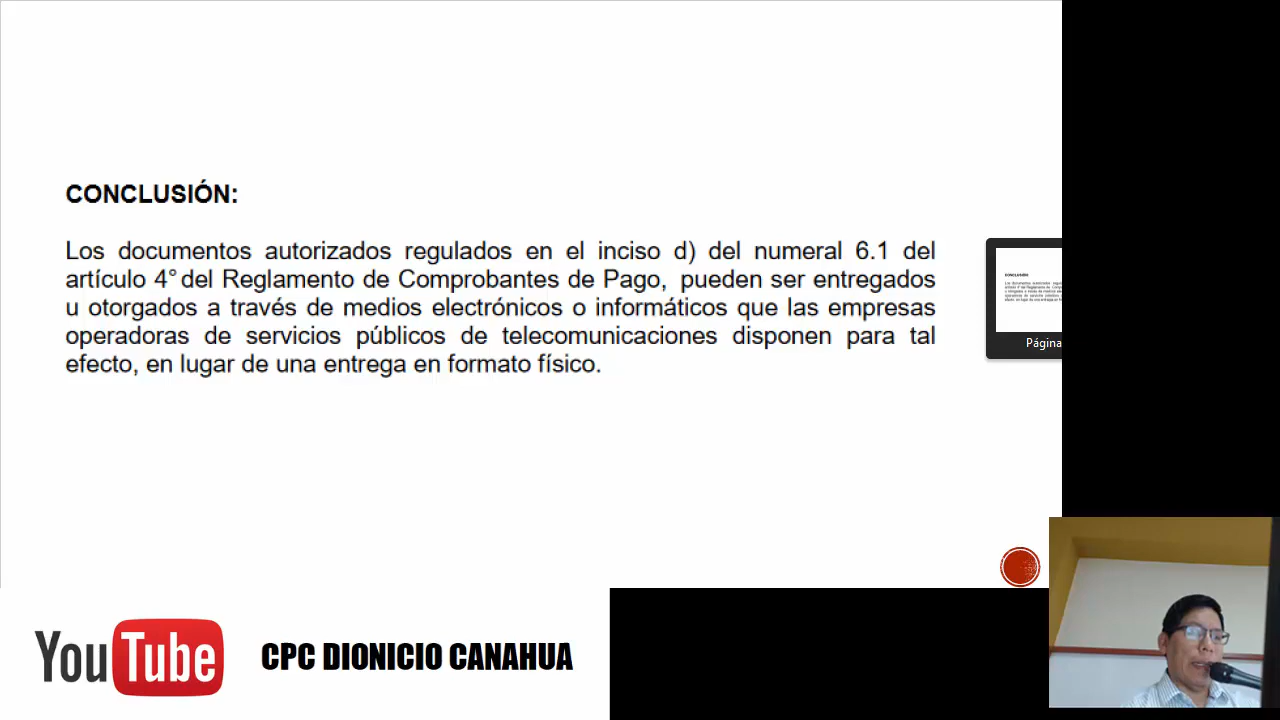 CONCLUSIÓN:
Los documentos autorizados regulados en el inciso d) del numeral 6.1 del
artículo 4° del Reglamento de Comprobantes de Pago, pueden ser entregados
u otorgados a través de medios electrónicos o informáticos que las empresas
operadoras de servicios públicos de telecomunicaciones disponen para tal
efecto, en lugar de una entrega en formato físico.
CONCLUSIÓN:
Página
YouTube
CPC DIONICIO CANAHUA